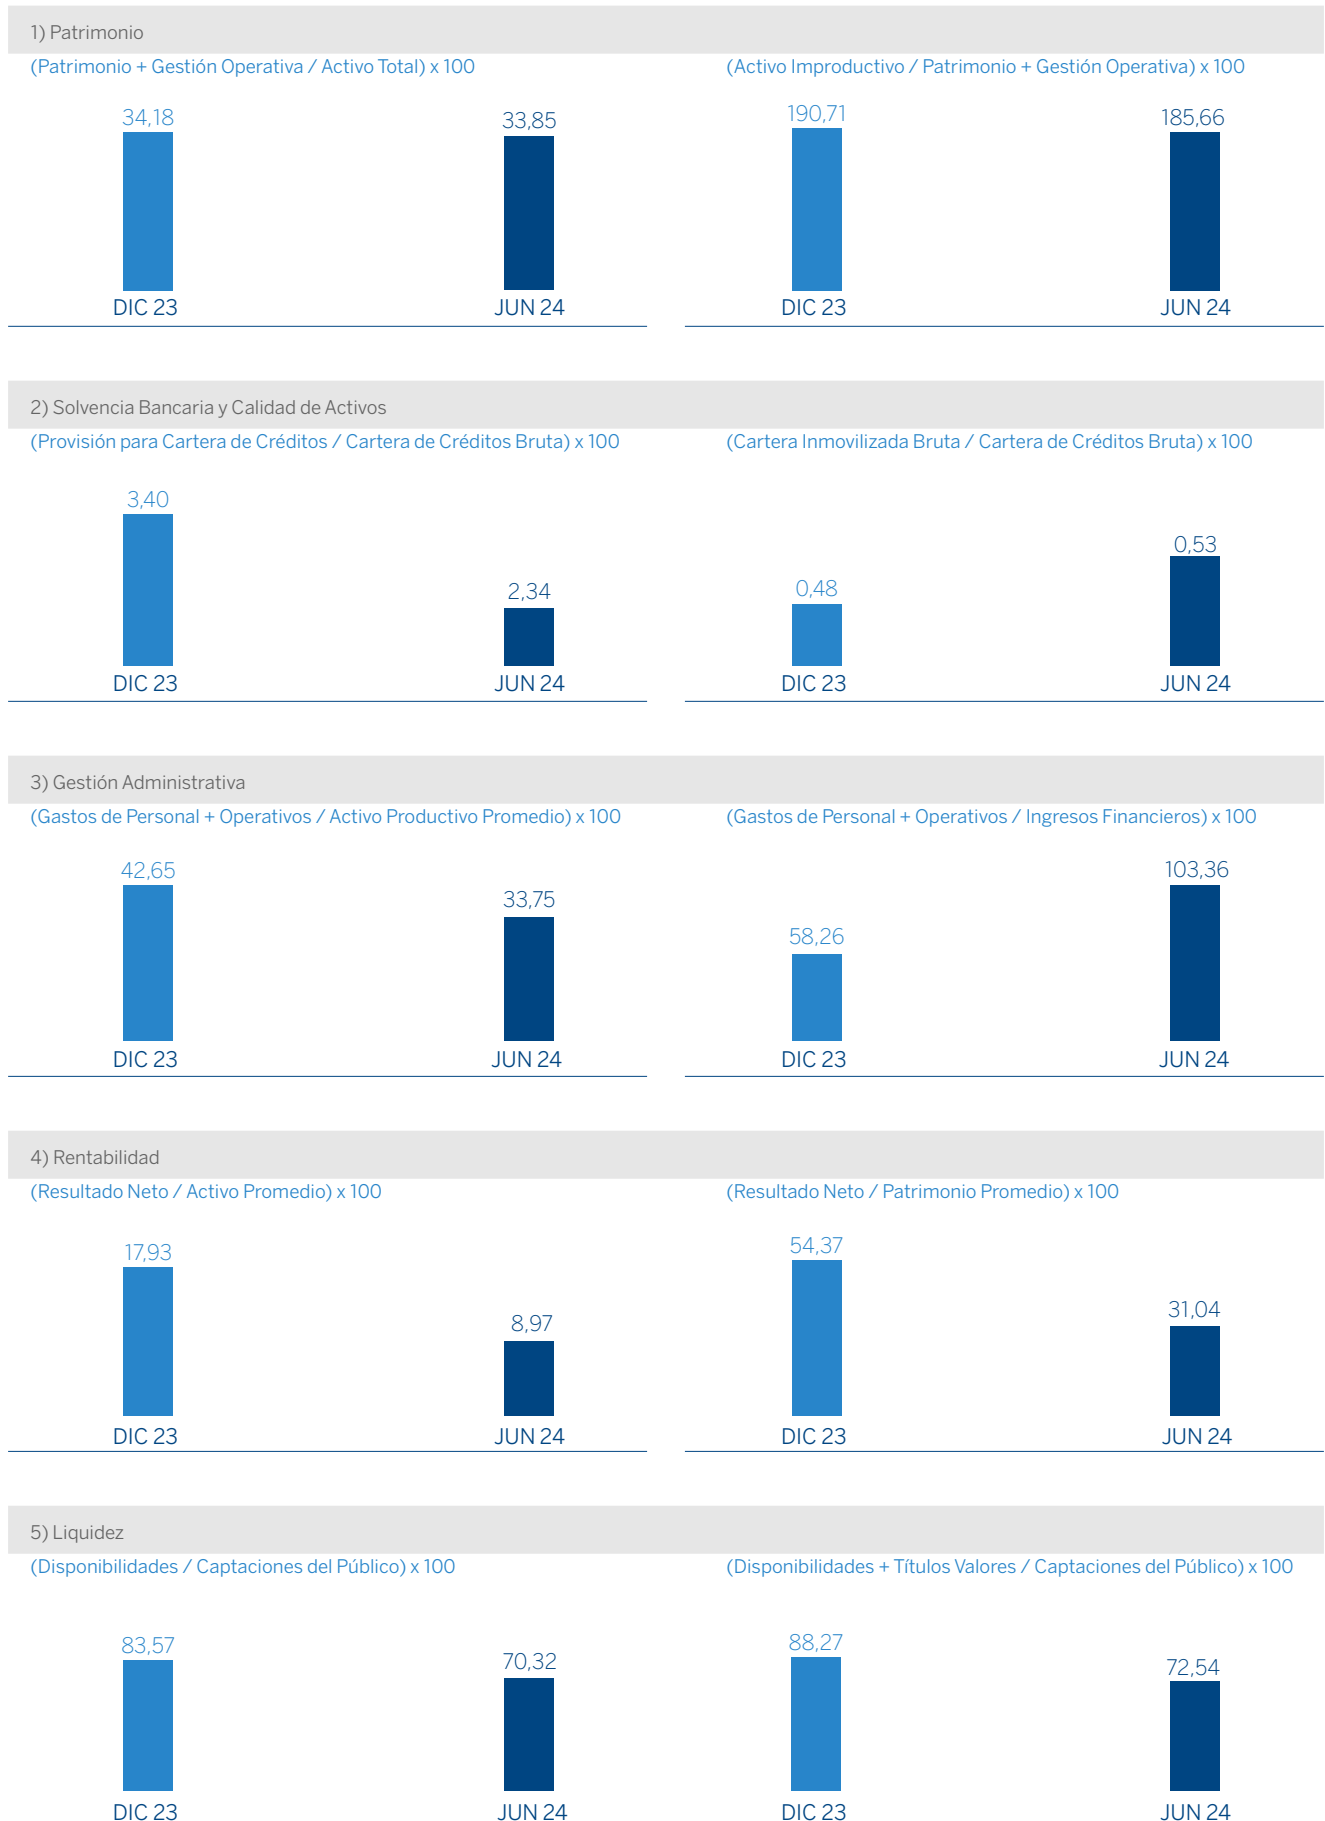 1) Patrimonio
(Patrimonio + Gestión Operativa / Activo Total) x 100
34,18
33,85
DIC 23
JUN 24
(Activo Improductivo / Patrimonio + Gestión Operativa) x 100
190,71
185,66
DIC 23
JUN 24
2) Solvencia Bancaria y Calidad de Activos
(Provisión para Cartera de Créditos / Cartera de Créditos Bruta) x 100
3,40
2,34
DIC 23
JUN 24
(Cartera Inmovilizada Bruta / Cartera de Créditos Bruta) x 100
0,48
0,53
DIC 23
JUN 24
3) Gestión Administrativa
(Gastos de Personal + Operativos / Activo Productivo Promedio) x 100
42,65
33,75
DIC 23
JUN 24
(Gastos de Personal + Operativos / Ingresos Financieros) x 100
58,26
103,36
DIC 23
JUN 24
4) Rentabilidad
(Resultado Neto / Activo Promedio) x 100
17,93
8,97
DIC 23
JUN 24
(Resultado Neto / Patrimonio Promedio) x 100
54,37
31,04
DIC 23
JUN 24
5) Liquidez
(Disponibilidades / Captaciones del Público) x 100
83,57
70,32
DIC 23
JUN 24
(Disponibilidades + Títulos Valores / Captaciones del Público) x 100
88,27
72,54
DIC 23
JUN 24